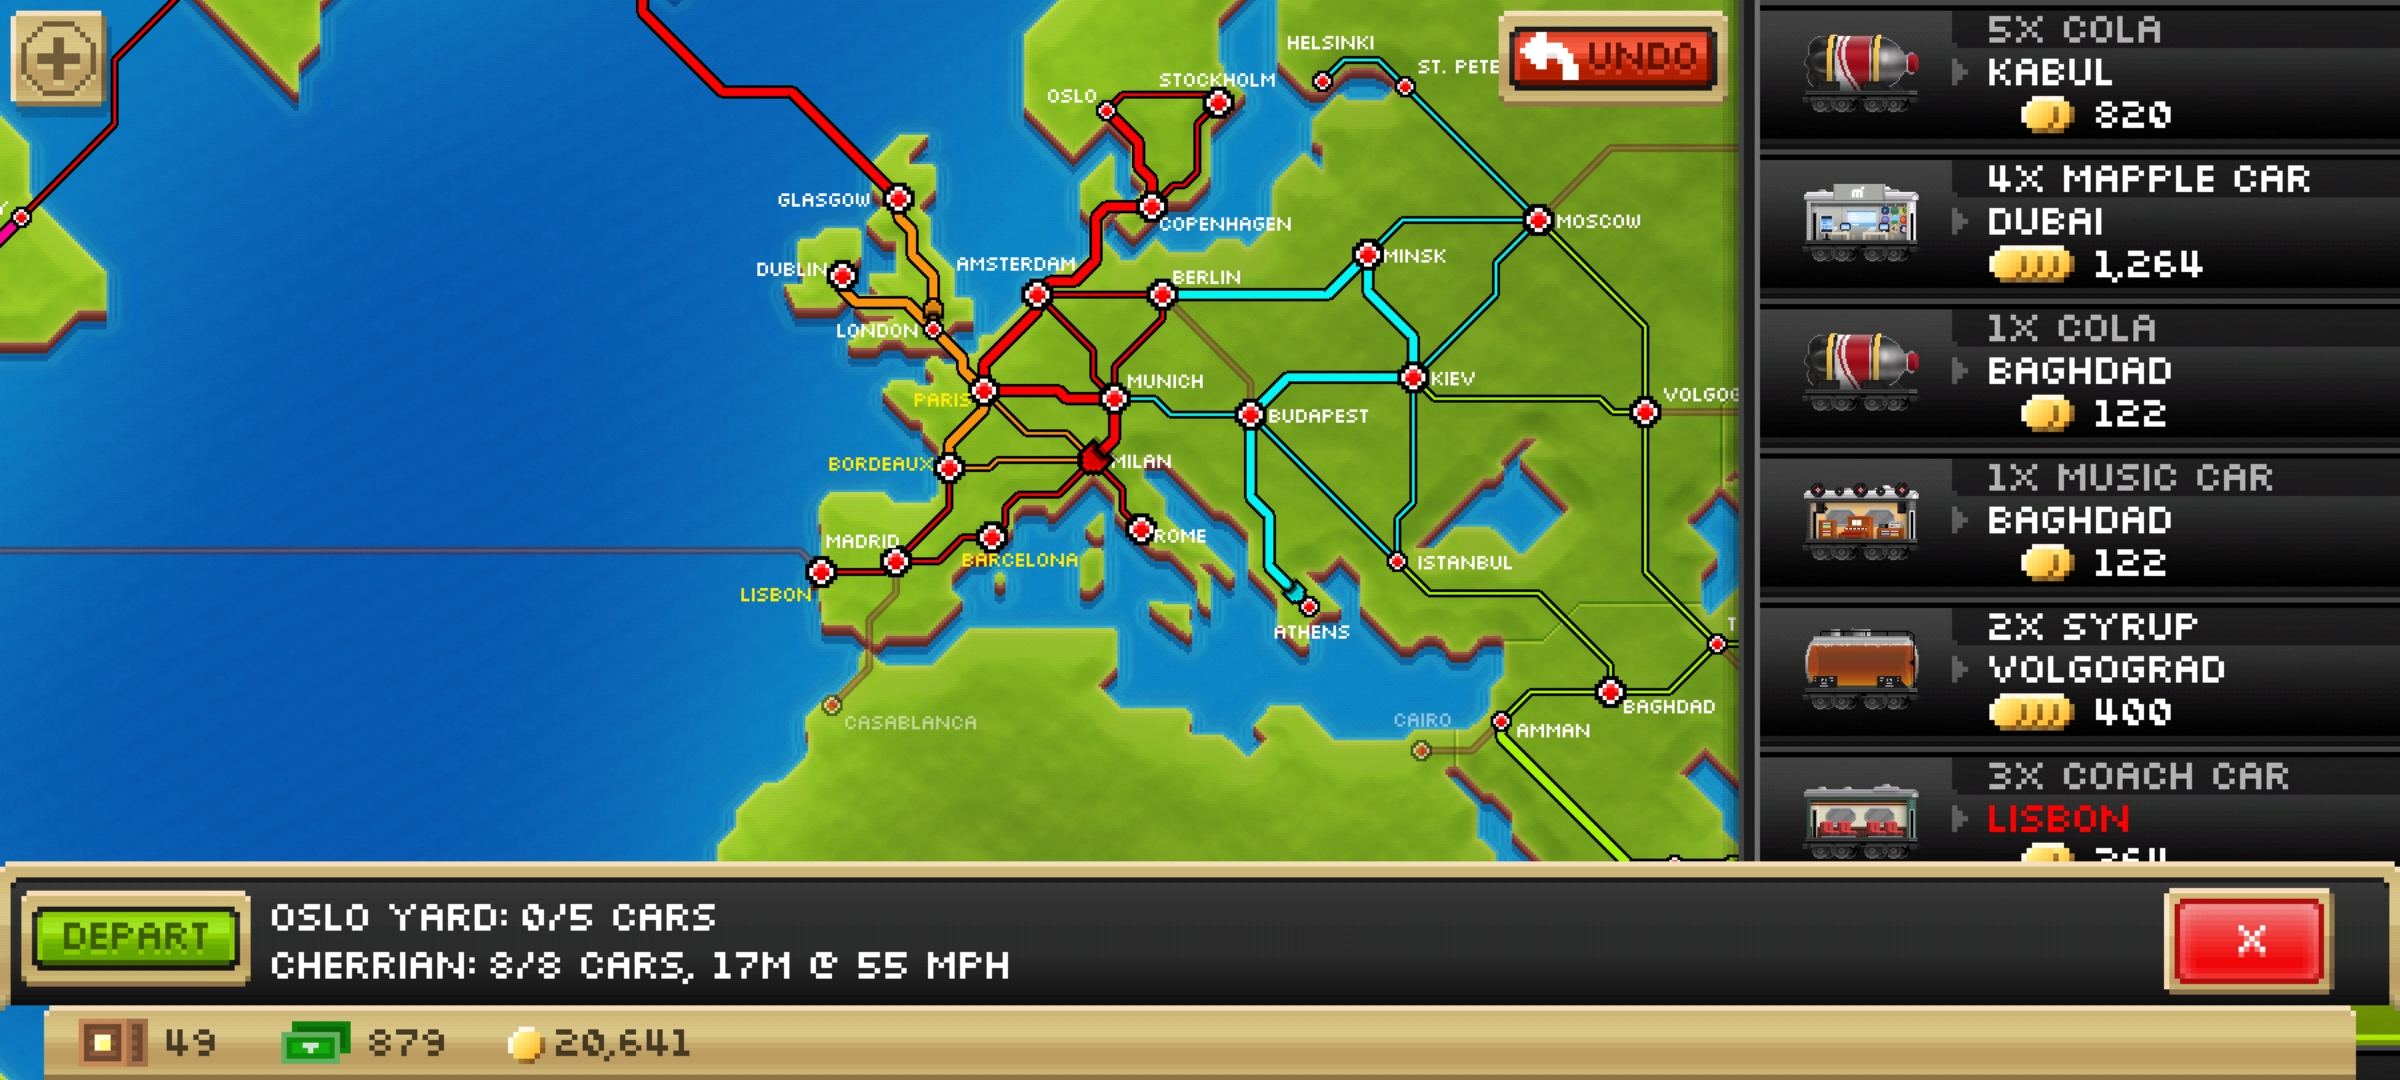 HELSINKI
ST. PETE
UNDO
STOCKHOLM
OSLO
GLASGOW
COPENHAGEN
MOSCOW
MINSK
AMSTERDAM
DUBLIN
BERLIN
LONDON
MUNICH
KIEV
PARIS
VOLGOG
BUDAPEST
BORDEAUX
MILAN
MADRID
ROME
BARCELONA
ISTANBUL
LISBON
ATHENS
T
BAGHDAD
CASABLANCA
CAIRO
AMMAN
5X COLA
KABUL
820
4X MAPPLE CAR
DUBAI
1,264
1X COLA
BAGHDAD
122
1X MUSIC CAR
BAGHDAD
122
2X SYRUP
VOLGOGRAD
400
3X COACH CAR
LISBON
DEPART
OSLO YARD: 0/5 CARS
CHERRIAN: 8/8 CARS, 17M @ 55 MPH
X
49
879
20,641